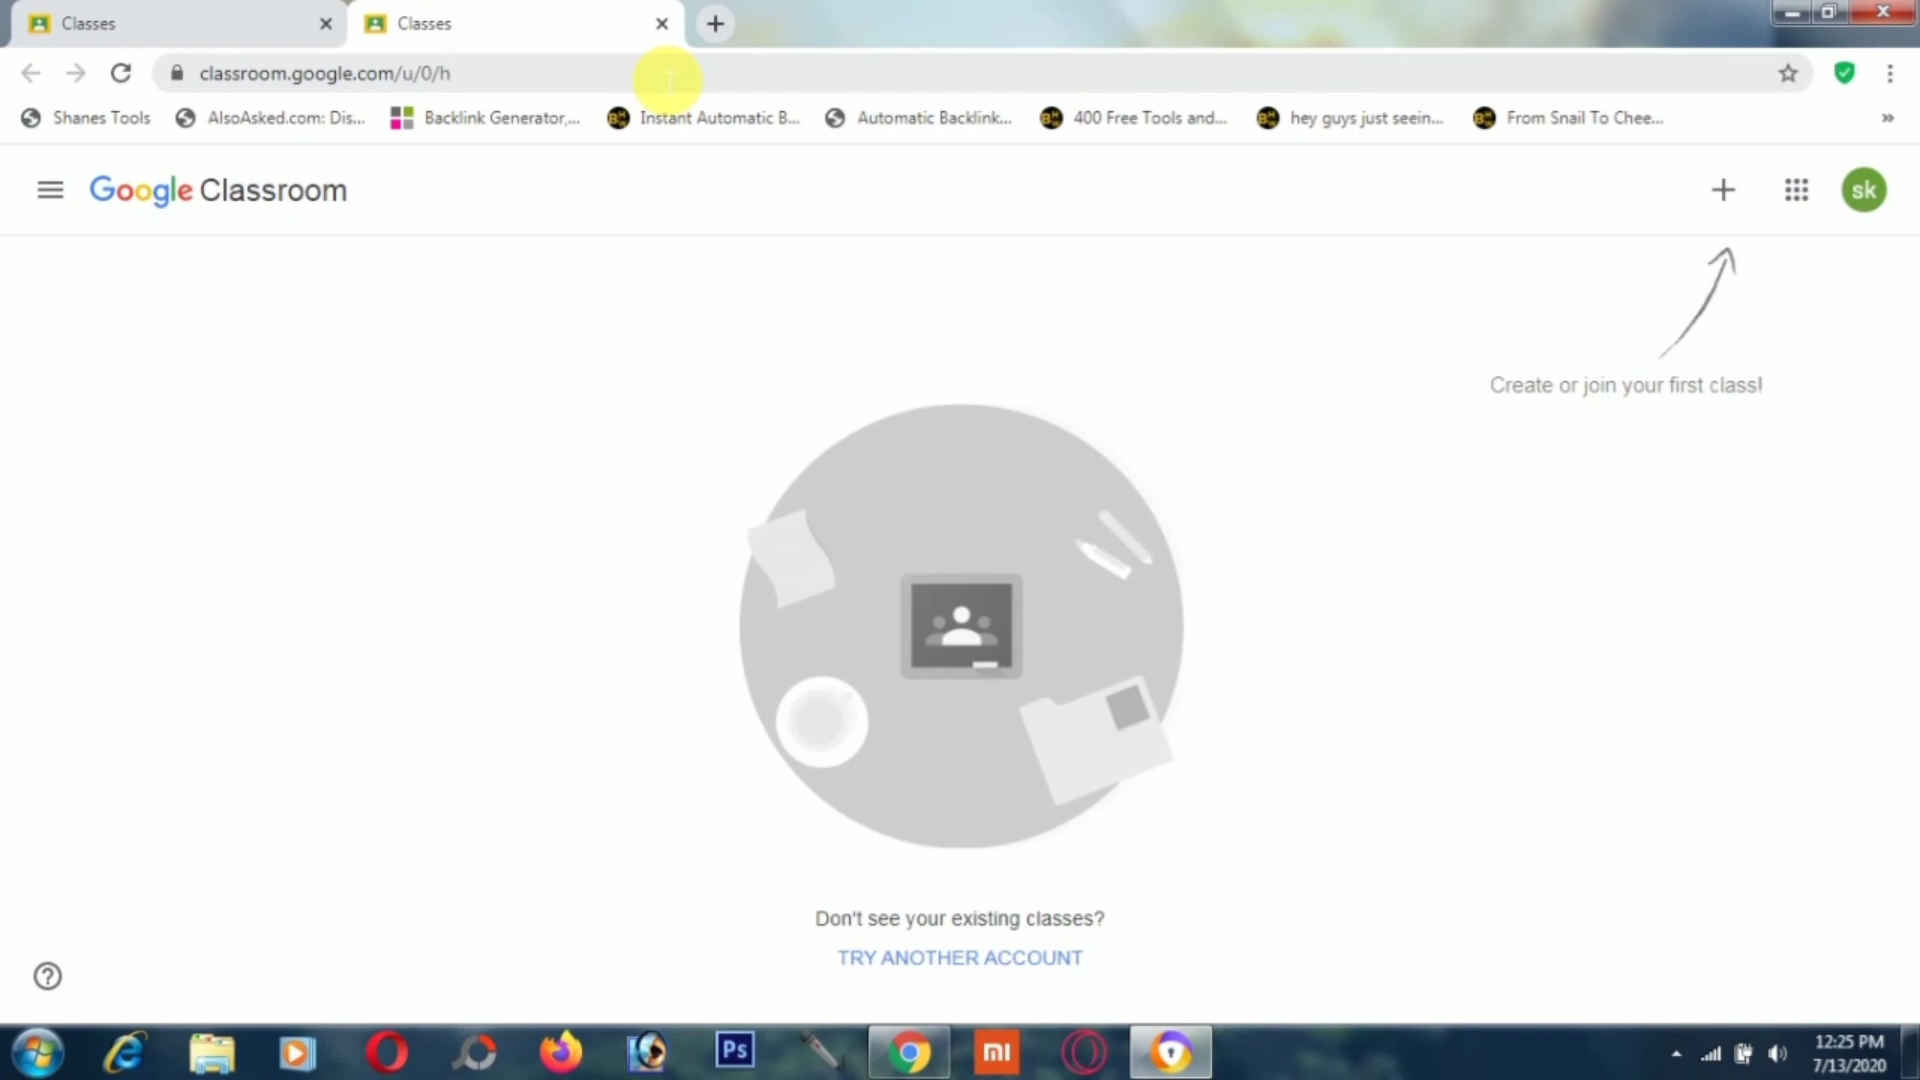 Classes
Classes
classroom.google.com/u/0/h
Shanes Tools
AlsoAsked.com: Dis...
Backlink Generator,...
Instant Automatic B...
Automatic Backlink...
400 Free Tools and...
hey guys just seein...
From Snail To Chee...
Google Classroom
sk
Create or join your first class!
Don't see your existing classes?
TRY ANOTHER ACCOUNT
Ps
mi
12:25 PM
7/13/2020